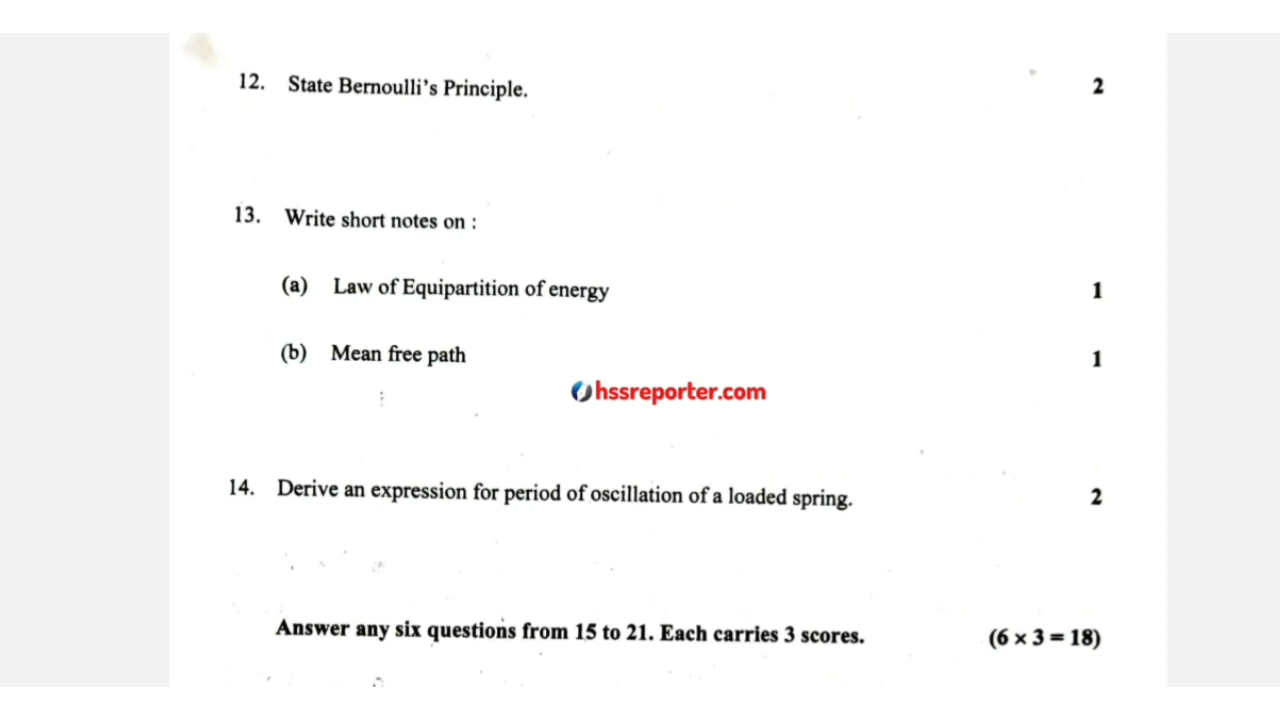 12. State Bernoulli's Principle. 2
13. Write short notes on :
(a) Law of Equipartition of energy 1
(b) Mean free path 1
hssreporter.com
14. Derive an expression for period of oscillation of a loaded spring. 2
Answer any six questions from 15 to 21. Each carries 3 scores. (6 × 3 = 18)